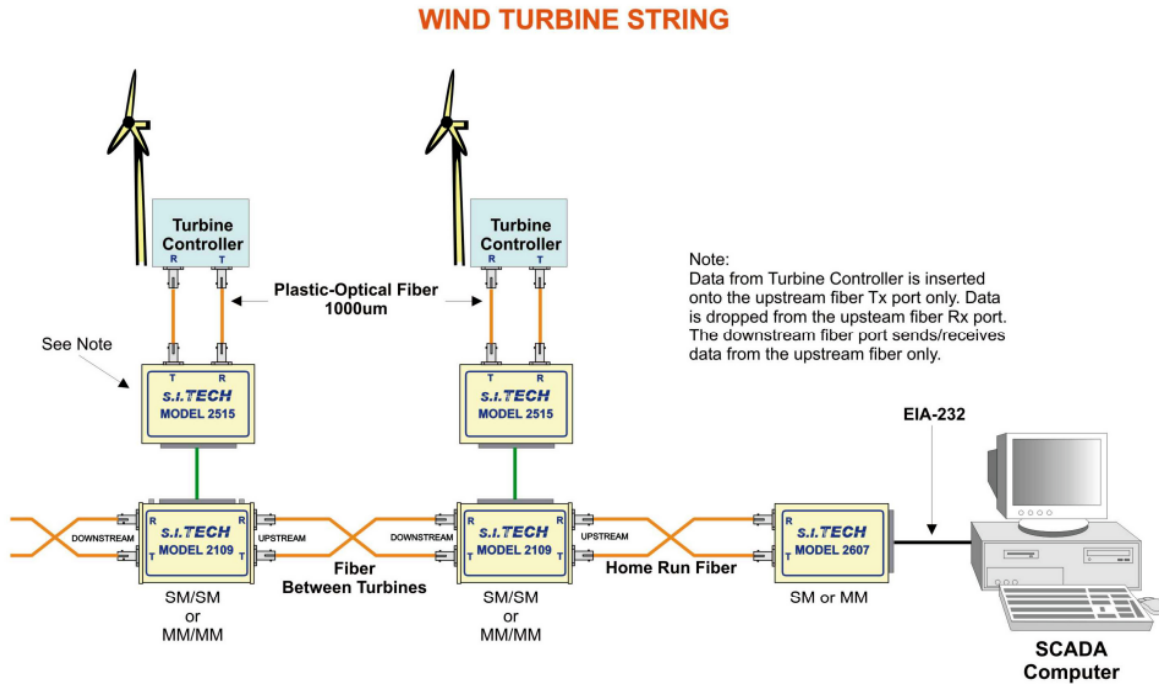 WIND TURBINE STRING
Turbine
Controller
R T
Turbine
Controller
R T
Plastic-Optical Fiber
1000um
Note:
Data from Turbine Controller is inserted
onto the upstream fiber Tx port only. Data
is dropped from the upsteam fiber Rx port.
The downstream fiber port sends/receives
data from the upstream fiber only.
See Note
T R
S.I.TECH
MODEL 2515
T R
S.I.TECH
MODEL 2515
EIA-232
DOWNSTREAM
R R
S.I.TECH
MODEL 2109
T T
UPSTREAM
DOWNSTREAM
R R
S.I.TECH
MODEL 2109
T T
UPSTREAM
R
S.I.TECH
MODEL 2607
T
Fiber
Between Turbines
Home Run Fiber
SM/SM
or
MM/MM
SM/SM
or
MM/MM
SM or MM
SCADA
Computer